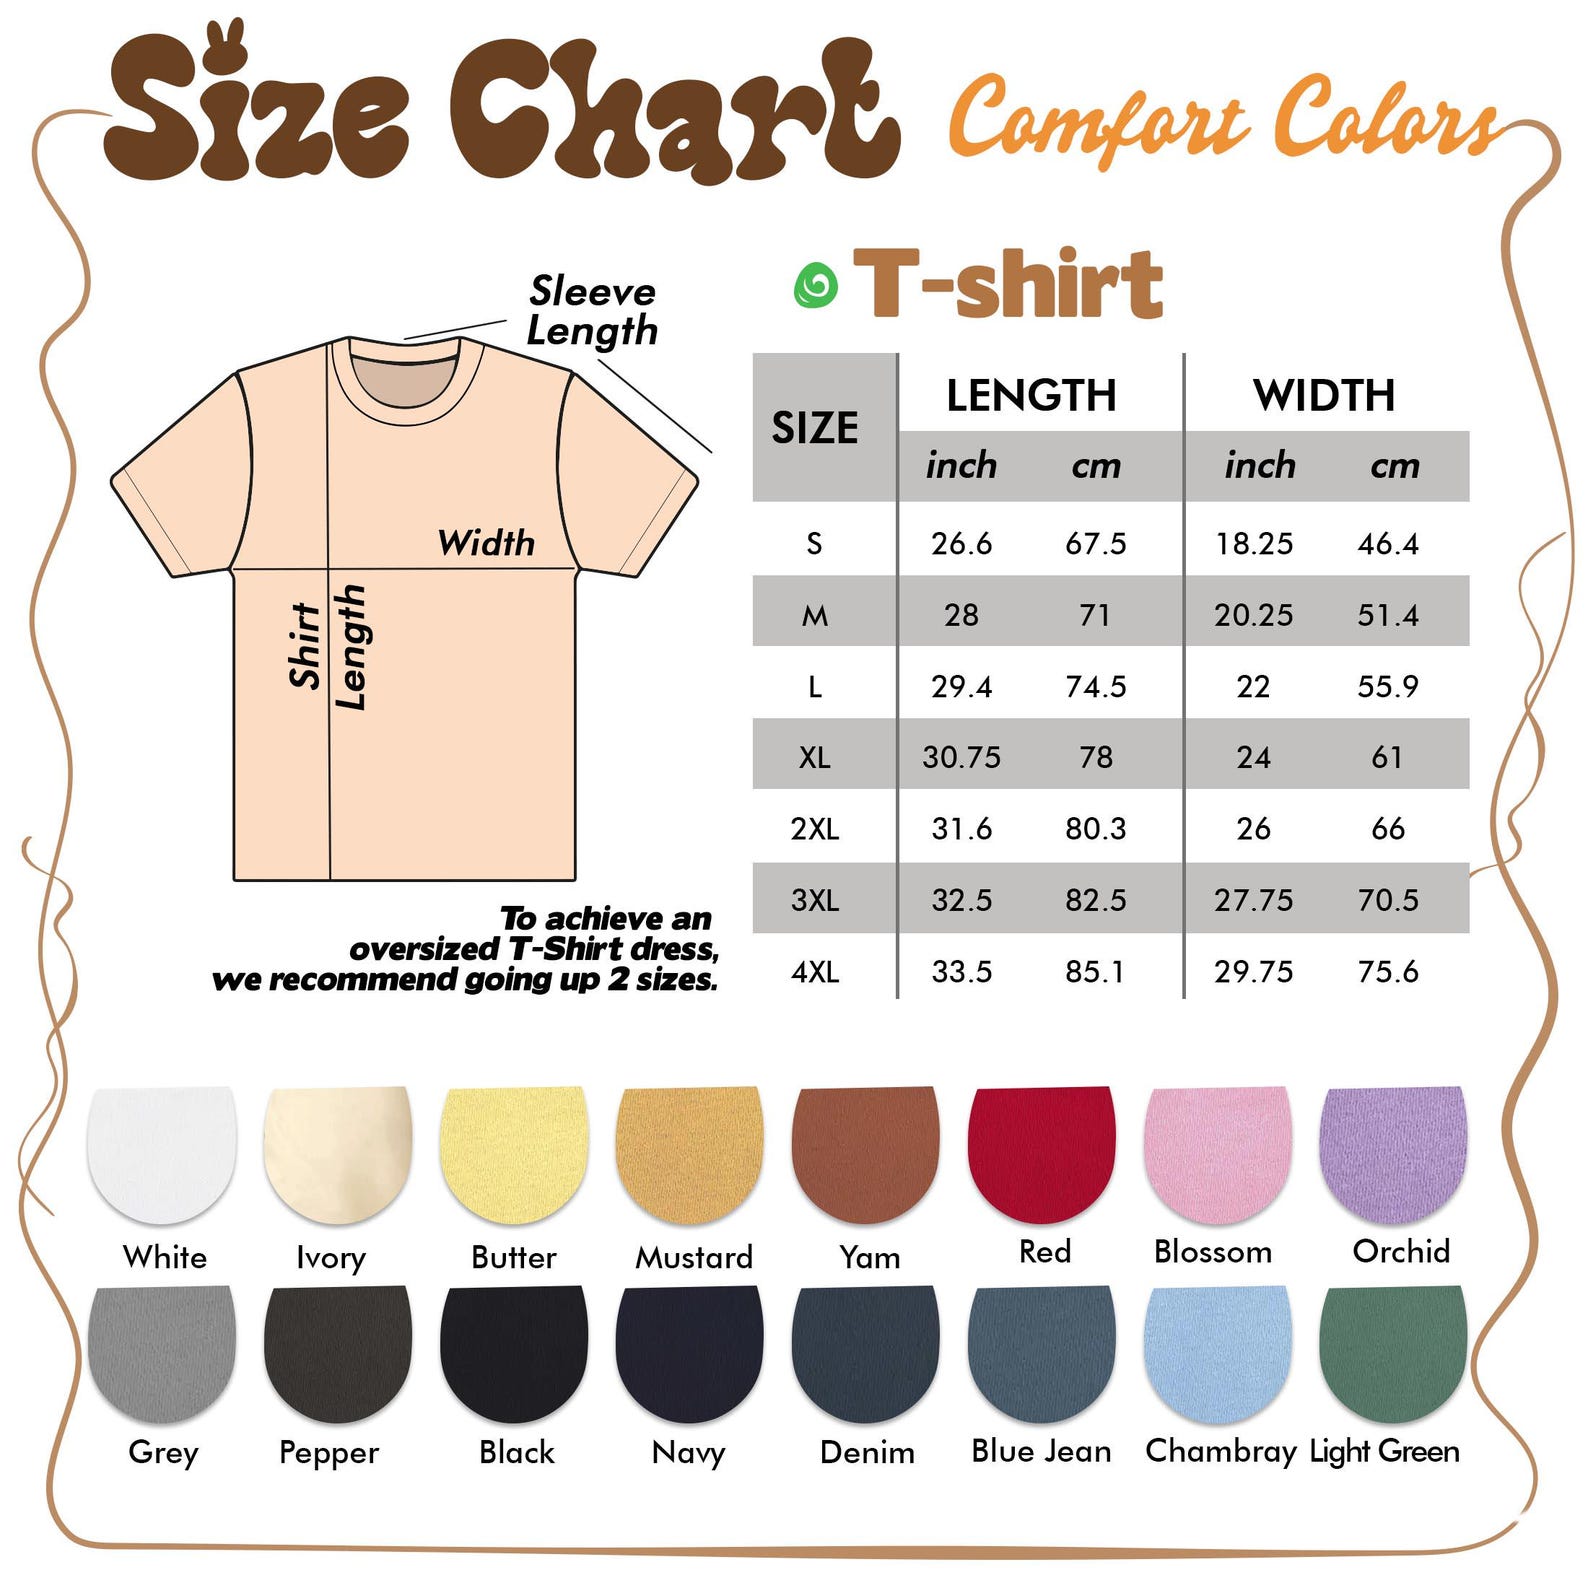 Size Chart Comfort Colors
T-shirt
Sleeve
Length
Width
Shirt
Length
To achieve an
oversized T-Shirt dress,
we recommend going up 2 sizes.
SIZE LENGTH WIDTH
inch cm inch cm
S 26.6 67.5 18.25 46.4
M 28 71 20.25 51.4
L 29.4 74.5 22 55.9
XL 30.75 78 24 61
2XL 31.6 80.3 26 66
3XL 32.5 82.5 27.75 70.5
4XL 33.5 85.1 29.75 75.6
White Ivory Butter Mustard Yam Red Blossom Orchid
Grey Pepper Black Navy Denim Blue Jean Chambray Light Green